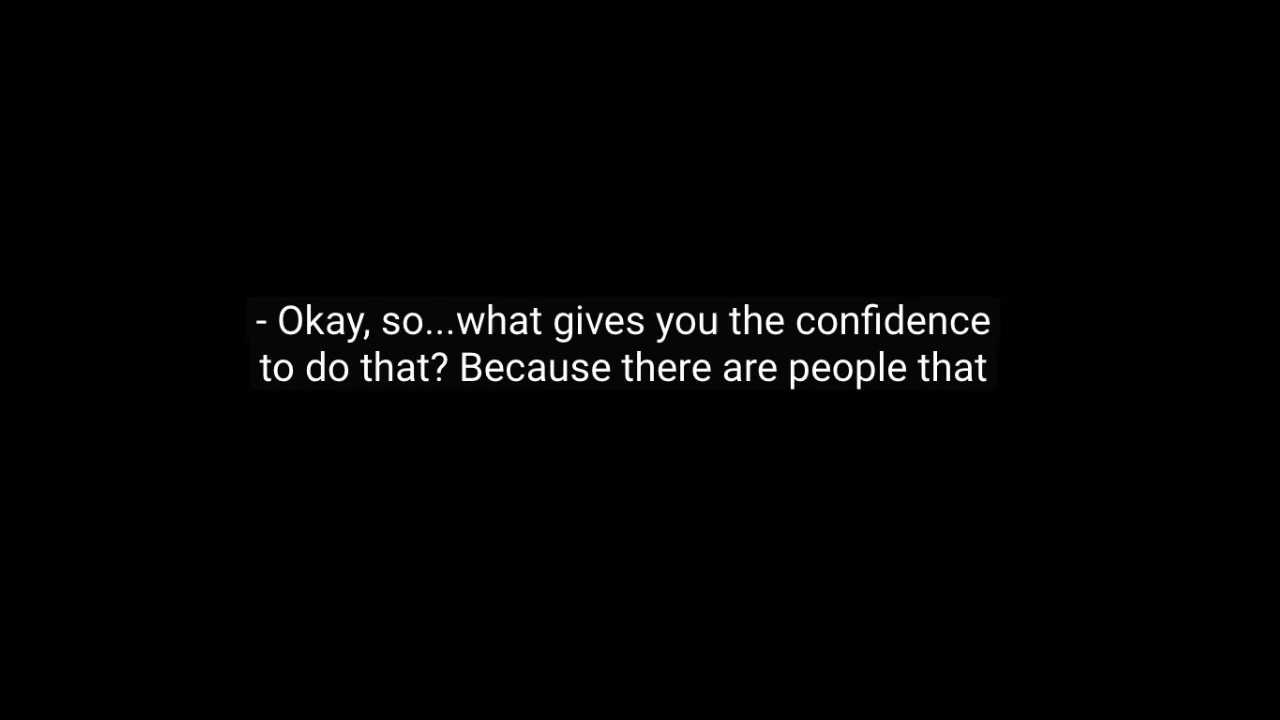 - Okay, so...what gives you the confidence
to do that? Because there are people that